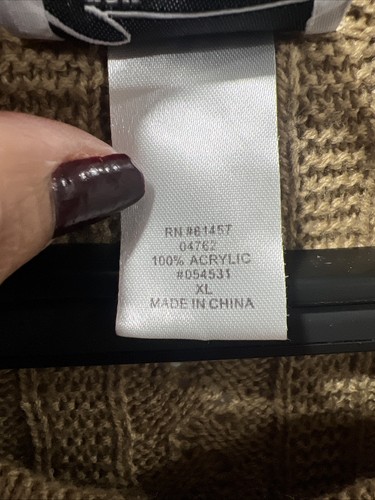 RN #61457
04762
100% ACRYLIC
#054531
XL
MADE IN CHINA